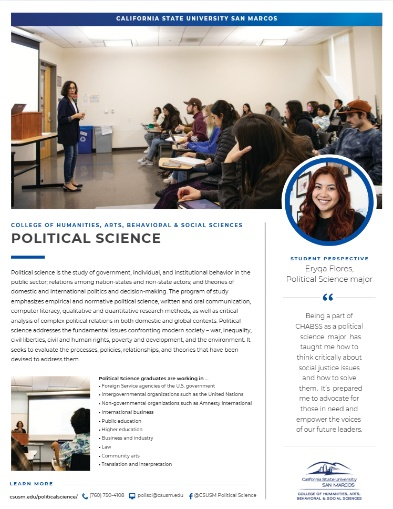 CALIFORNIA STATE UNIVERSITY SAN MARCOS
COLLEGE OF HUMANITIES, ARTS, BEHAVIORAL & SOCIAL SCIENCES
POLITICAL SCIENCE
Political science is the study of government, individual, and institutional behavior in the
public sector; relations among nation-states and non-state actors; and theories of
domestic and international politics and decision-making. The program of study
emphasizes empirical and normative political science, written and oral communication,
computer literacy, qualitative and quantitative research methods, as well as critical
analysis of complex political relations in both domestic and global contexts. Political
science addresses the fundamental issues confronting modern society – war, inequality,
civil liberties, civil and human rights, poverty and development, and the environment. It
seeks to evaluate the processes, policies, relationships, and theories that have been
devised to address them.
Political Science graduates are working in...
• Foreign Service agencies of the U.S. government
• Intergovernmental organizations such as the United Nations
• Non-governmental organizations such as Amnesty International
• International business
• Public education
• Higher education
• Business and industry
• Law
• Community arts
• Translation and interpretation
LEARN MORE
csusm.edu/politicalscience/
(760) 750-4108
polisci@csusm.edu
@CSUSM Political Science
STUDENT PERSPECTIVE
Eryqa Flores,
Political Science major
“
Being a part of
CHABSS as a political
science major has
taught me how to
think critically about
social justice issues
and how to solve
them. It's prepared
me to advocate for
those in need and
empower the voices
of our future leaders.
California State University
SAN MARCOS
COLLEGE OF HUMANITIES, ARTS,
BEHAVIORAL & SOCIAL SCIENCES